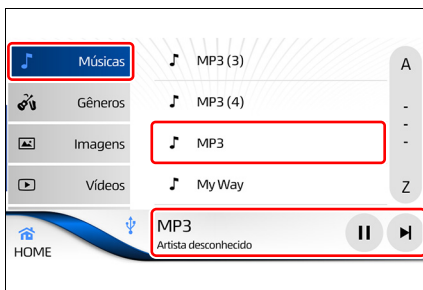 Músicas
Gêneros
Imagens
Vídeos
MP3 (3)
MP3 (4)
MP3
My Way
A
-
-
-
Z
HOME
MP3
Artista desconhecido